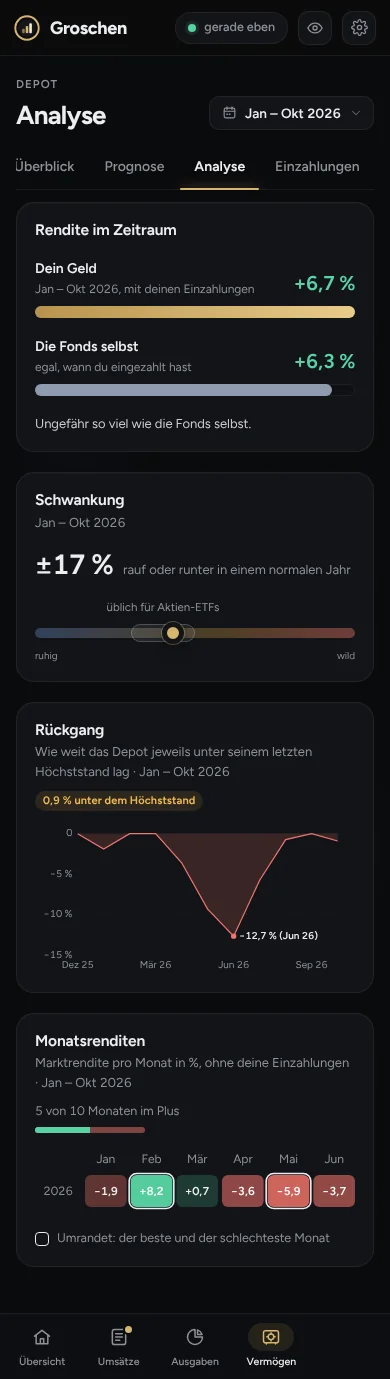 Groschen
gerade eben
DEPOT
Analyse
Jan – Okt 2026
Überblick
Prognose
Analyse
Einzahlungen
Rendite im Zeitraum
Dein Geld
Jan – Okt 2026, mit deinen Einzahlungen
+6,7 %
Die Fonds selbst
egal, wann du eingezahlt hast
+6,3 %
Ungefähr so viel wie die Fonds selbst.
Schwankung
Jan – Okt 2026
±17 % rauf oder runter in einem normalen Jahr
üblich für Aktien-ETFs
ruhig
wild
Rückgang
Wie weit das Depot jeweils unter seinem letzten
Höchststand lag · Jan – Okt 2026
0,9 % unter dem Höchststand
0
−5 %
−10 %
−15 %
−12,7 % (Jun 26)
Dez 25
Mär 26
Jun 26
Sep 26
Monatsrenditen
Marktrendite pro Monat in %, ohne deine Einzahlungen
· Jan – Okt 2026
5 von 10 Monaten im Plus
Jan Feb Mär Apr Mai Jun
2026 −1,9 +8,2 +0,7 −3,6 −5,9 −3,7
Umrandet: der beste und der schlechteste Monat
Übersicht
Umsätze
Ausgaben
Vermögen